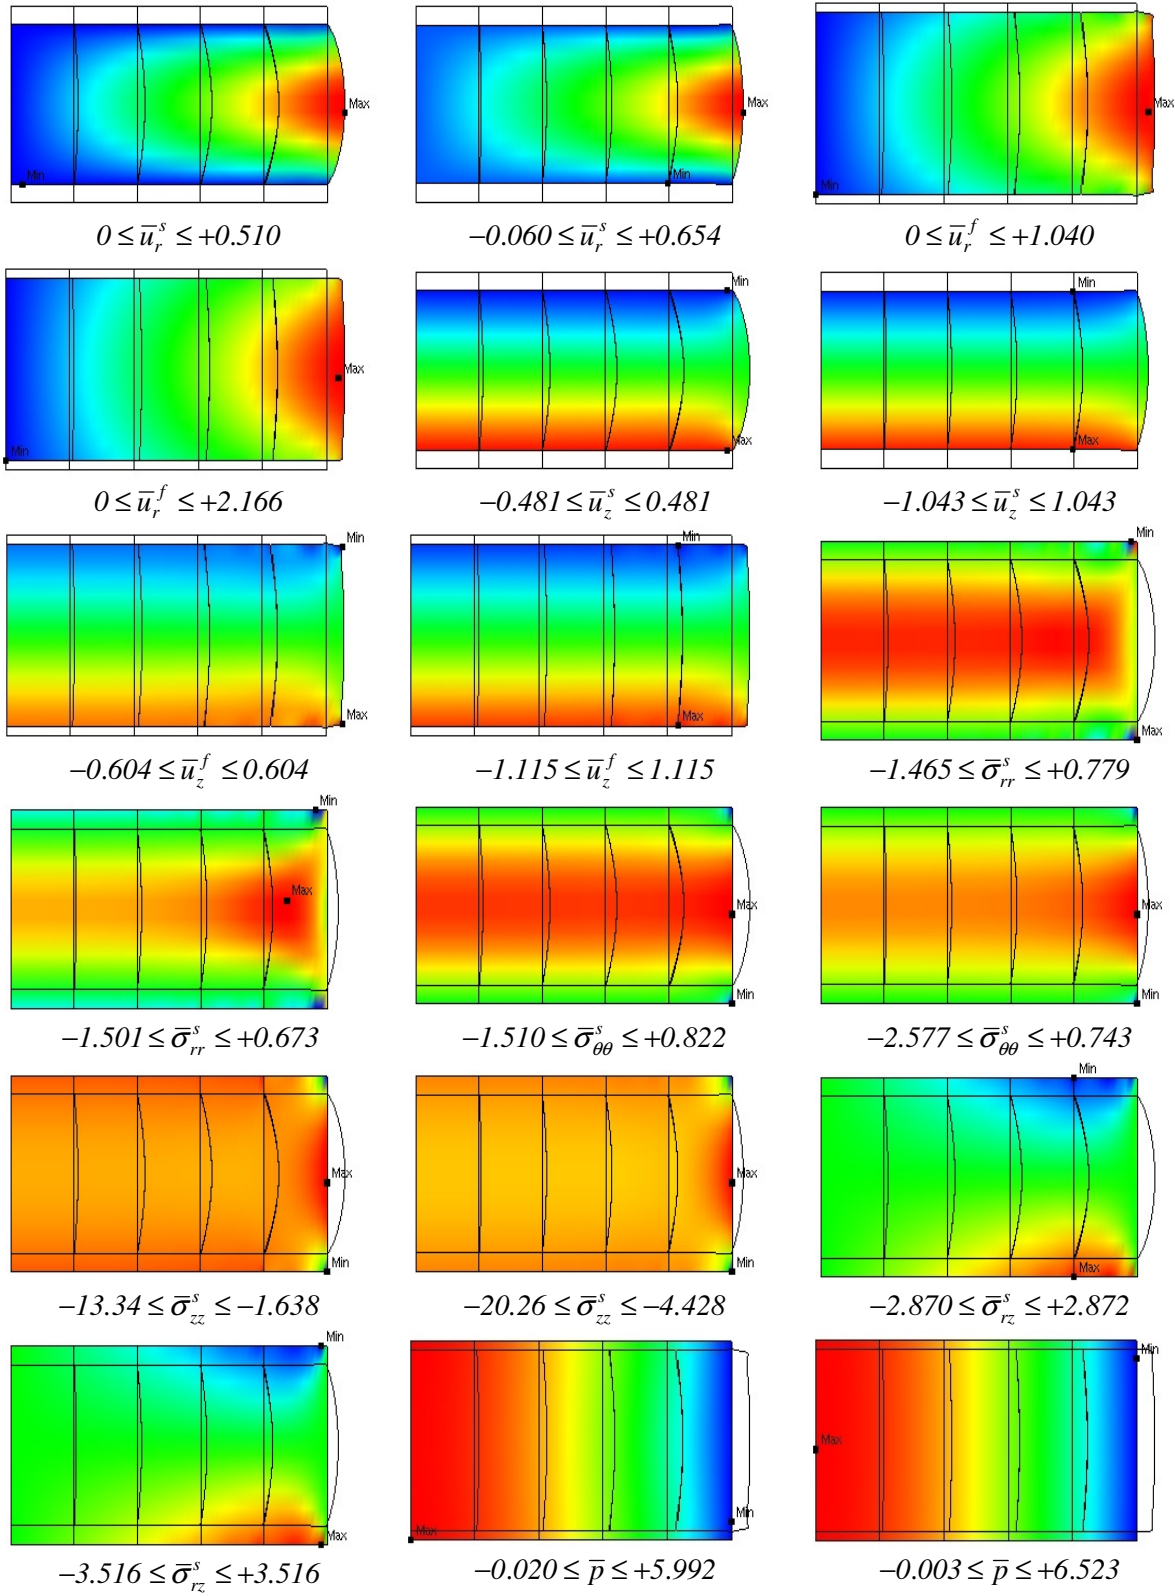 Max
Max
Max
Min
Min
Min
0 ≤ ū_r^s ≤ +0.510
−0.060 ≤ ū_r^s ≤ +0.654
0 ≤ ū_r^f ≤ +1.040
Min
Min
Max
Min
Max
Max
0 ≤ ū_r^f ≤ +2.166
−0.481 ≤ ū_z^s ≤ 0.481
−1.043 ≤ ū_z^s ≤ 1.043
Min
Min
Min
Max
Max
Max
−0.604 ≤ ū_z^f ≤ 0.604
−1.115 ≤ ū_z^f ≤ 1.115
−1.465 ≤ σ̄_rr^s ≤ +0.779
Min
Max
Max
Max
Min
Min
−1.501 ≤ σ̄_rr^s ≤ +0.673
−1.510 ≤ σ̄_θθ^s ≤ +0.822
−2.577 ≤ σ̄_θθ^s ≤ +0.743
Min
Max
Max
Min
Min
Max
−13.34 ≤ σ̄_zz^s ≤ −1.638
−20.26 ≤ σ̄_zz^s ≤ −4.428
−2.870 ≤ σ̄_rz^s ≤ +2.872
Min
Min
Max
Min
Max
Max
−3.516 ≤ σ̄_rz^s ≤ +3.516
−0.020 ≤ p̄ ≤ +5.992
−0.003 ≤ p̄ ≤ +6.523